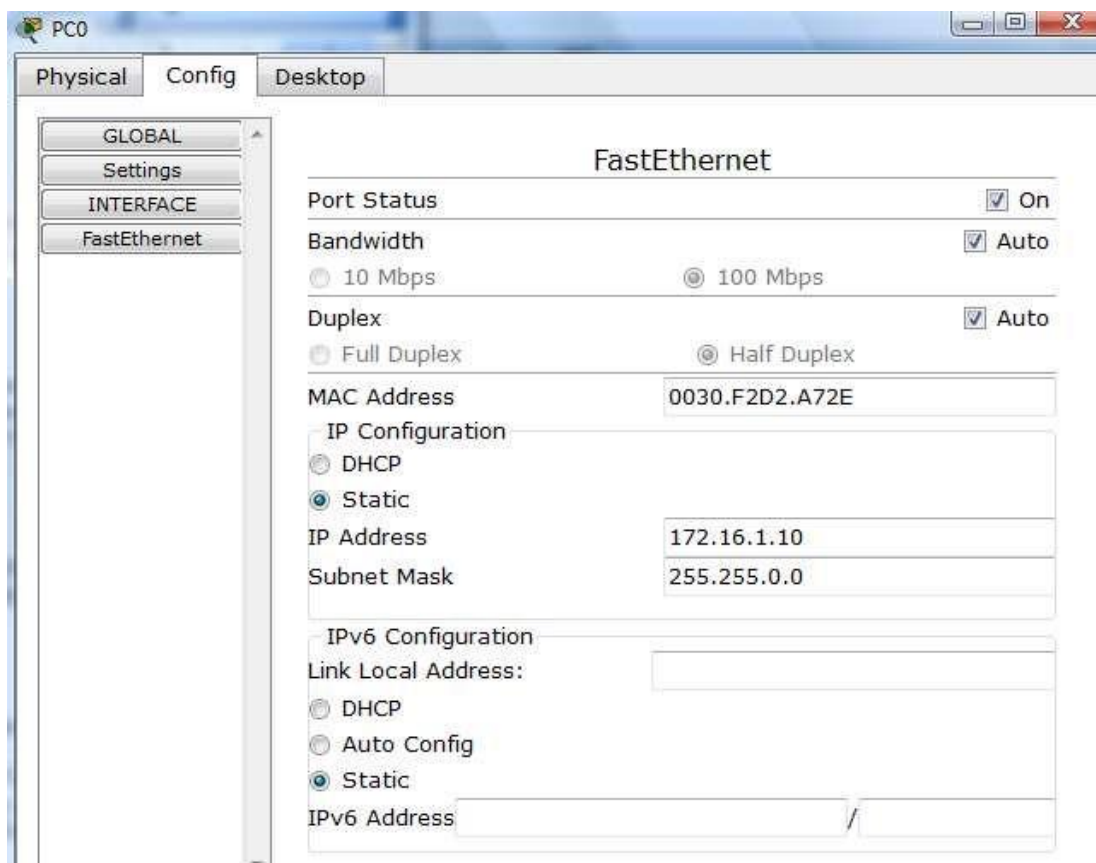 PC0
Physical Config Desktop
GLOBAL
Settings
INTERFACE
FastEthernet
FastEthernet
Port Status On
Bandwidth Auto
10 Mbps 100 Mbps
Duplex Auto
Full Duplex Half Duplex
MAC Address 0030.F2D2.A72E
IP Configuration
DHCP
Static
IP Address 172.16.1.10
Subnet Mask 255.255.0.0
IPv6 Configuration
Link Local Address:
DHCP
Auto Config
Static
IPv6 Address /